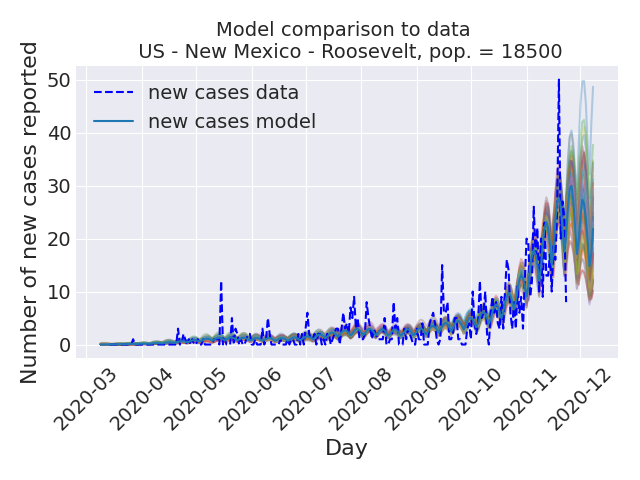 Model comparison to data
US - New Mexico - Roosevelt, pop. = 18500
Number of new cases reported
50
40
30
20
10
0
new cases data
new cases model
2020-03
2020-04
2020-05
2020-06
2020-07
2020-08
2020-09
2020-10
2020-11
2020-12
Day